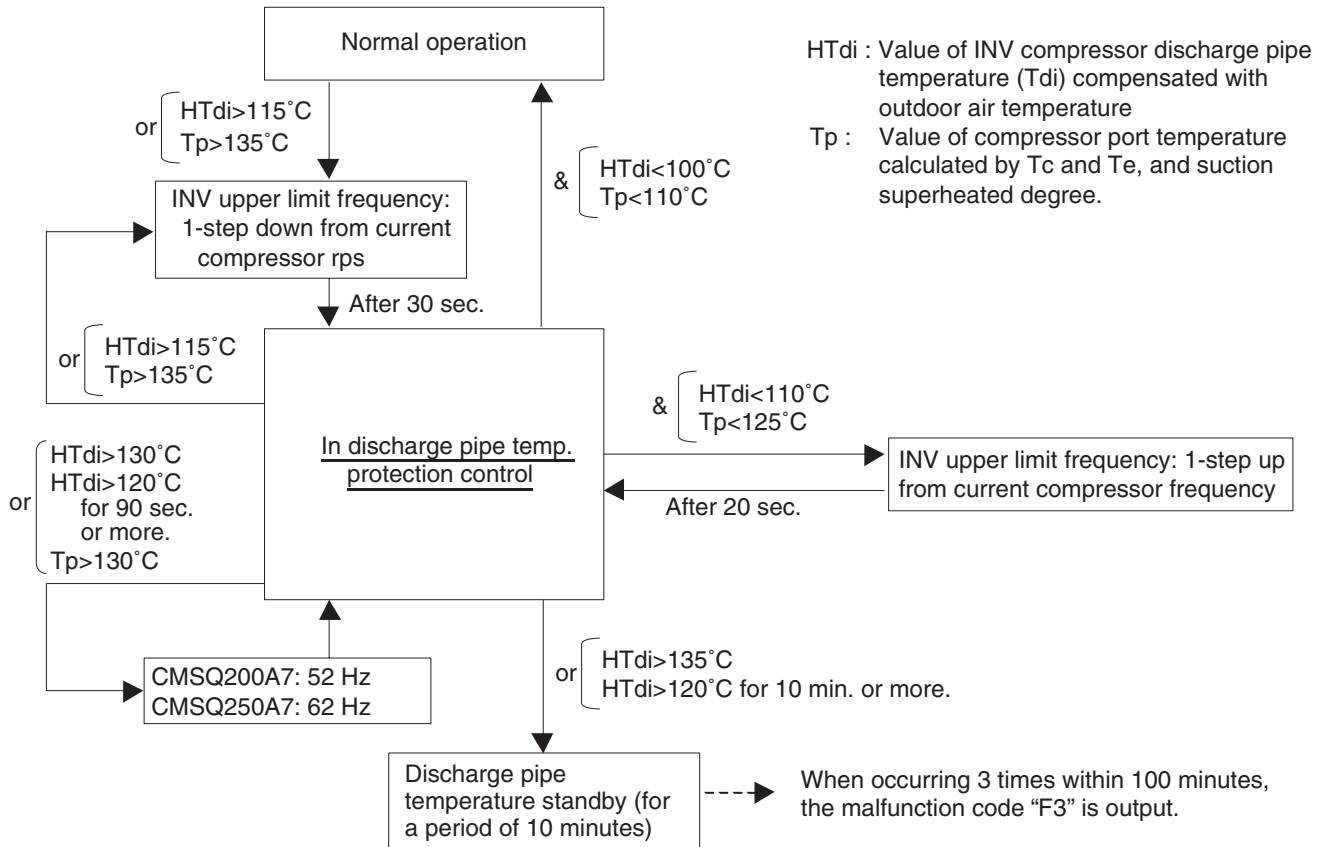 Normal operation
HTdi : Value of INV compressor discharge pipe
temperature (Tdi) compensated with
outdoor air temperature
Tp : Value of compressor port temperature
calculated by Tc and Te, and suction
superheated degree.
or
HTdi>115˚C
Tp>135˚C
&
HTdi<100˚C
Tp<110˚C
INV upper limit frequency:
1-step down from current
compressor rps
After 30 sec.
or
HTdi>115˚C
Tp>135˚C
&
HTdi<110˚C
Tp<125˚C
In discharge pipe temp.
protection control
INV upper limit frequency: 1-step up
from current compressor frequency
After 20 sec.
or
HTdi>130˚C
HTdi>120˚C
for 90 sec.
or more.
Tp>130˚C
CMSQ200A7: 52 Hz
CMSQ250A7: 62 Hz
or
HTdi>135˚C
HTdi>120˚C for 10 min. or more.
Discharge pipe
temperature standby (for
a period of 10 minutes)
When occurring 3 times within 100 minutes,
the malfunction code “F3” is output.